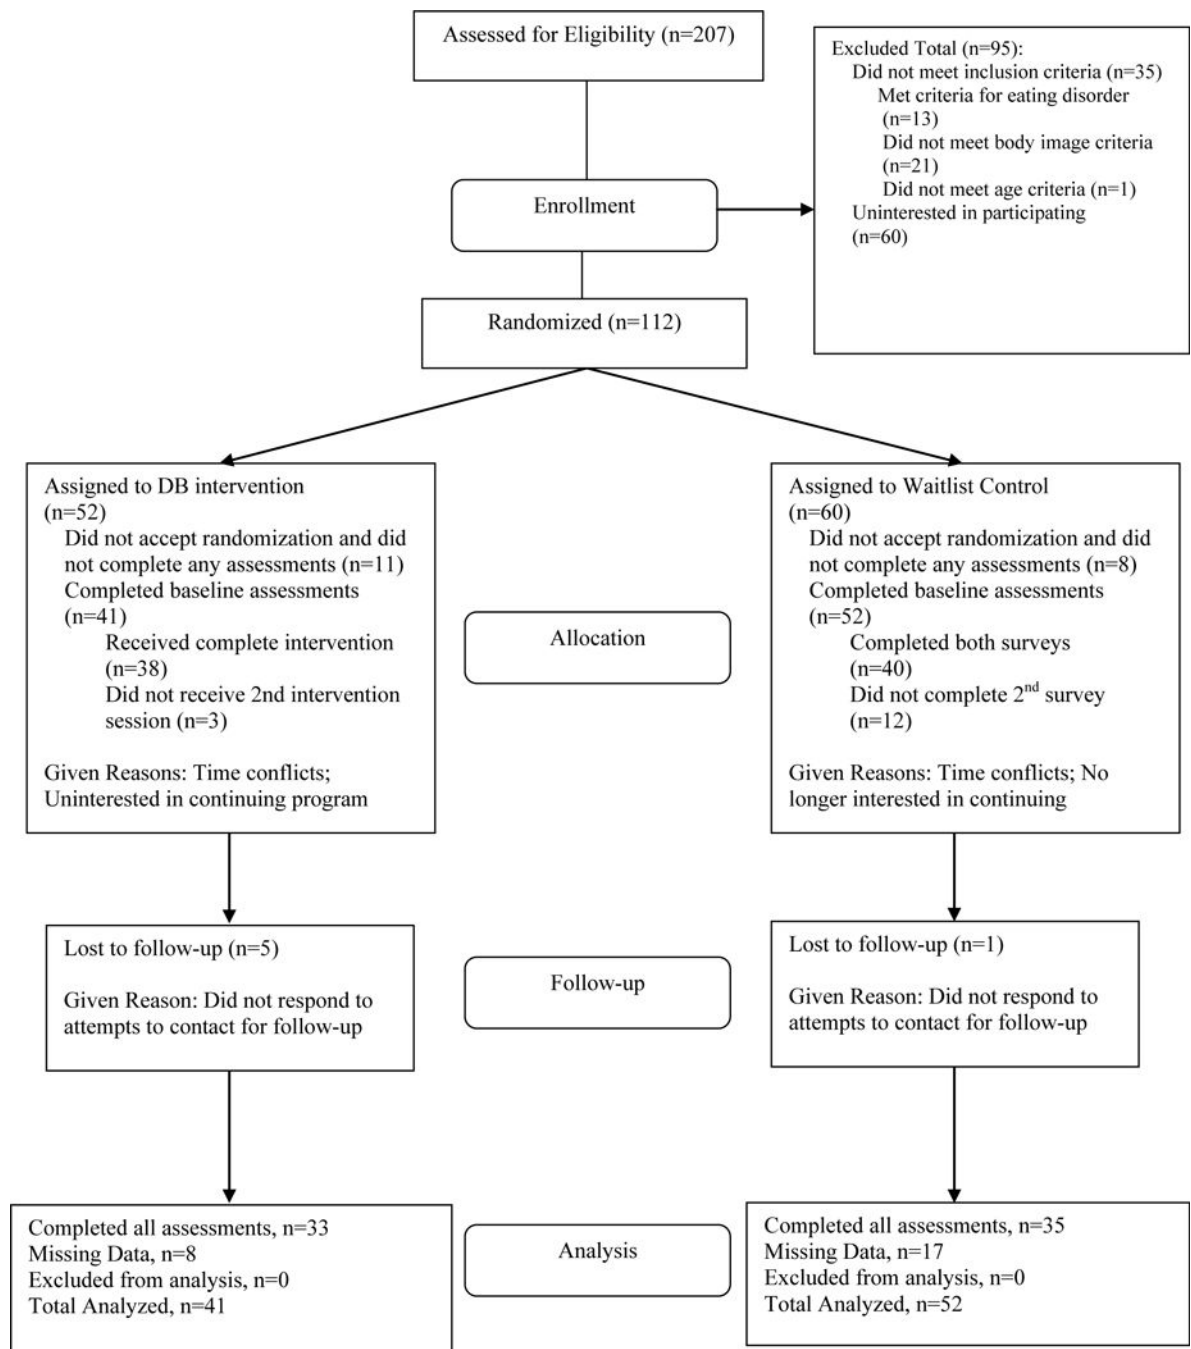 Assessed for Eligibility (n=207)
Excluded Total (n=95):
Did not meet inclusion criteria (n=35)
Met criteria for eating disorder
(n=13)
Did not meet body image criteria
(n=21)
Did not meet age criteria (n=1)
Uninterested in participating
(n=60)
Enrollment
Randomized (n=112)
Assigned to DB intervention
(n=52)
Did not accept randomization and did
not complete any assessments (n=11)
Completed baseline assessments
(n=41)
Received complete intervention
(n=38)
Did not receive 2nd intervention
session (n=3)
Given Reasons: Time conflicts;
Uninterested in continuing program
Allocation
Assigned to Waitlist Control
(n=60)
Did not accept randomization and did
not complete any assessments (n=8)
Completed baseline assessments
(n=52)
Completed both surveys
(n=40)
Did not complete 2nd survey
(n=12)
Given Reasons: Time conflicts; No
longer interested in continuing
Lost to follow-up (n=5)
Given Reason: Did not respond to
attempts to contact for follow-up
Follow-up
Lost to follow-up (n=1)
Given Reason: Did not respond to
attempts to contact for follow-up
Completed all assessments, n=33
Missing Data, n=8
Excluded from analysis, n=0
Total Analyzed, n=41
Analysis
Completed all assessments, n=35
Missing Data, n=17
Excluded from analysis, n=0
Total Analyzed, n=52